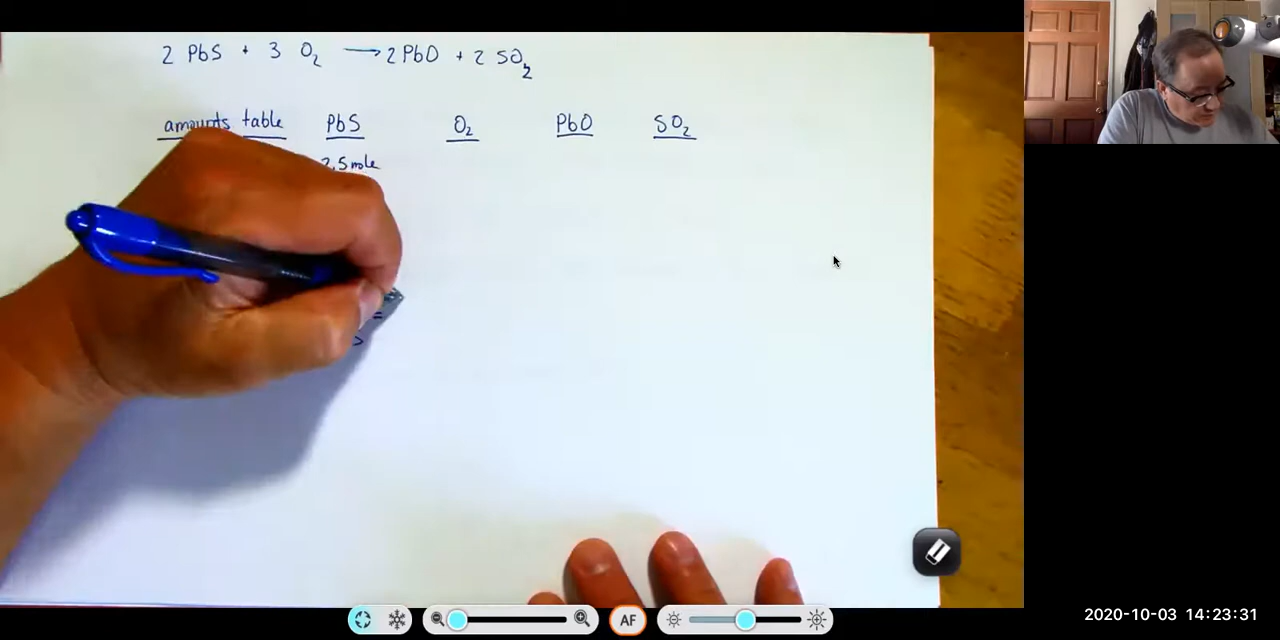 2 PbS + 3 O₂ → 2 PbO + 2 SO₂
amounts table PbS O₂ PbO SO₂
2.5 mole
=
AF
2020-10-03 14:23:31